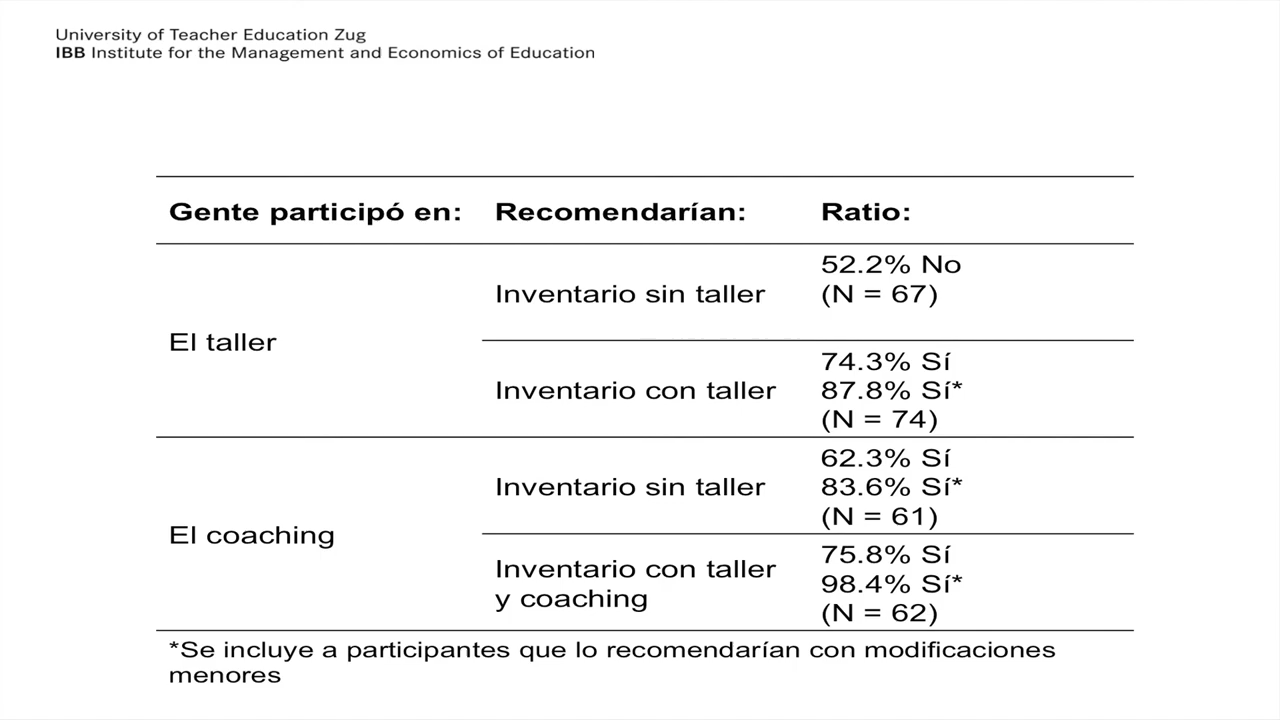 University of Teacher Education Zug
IBB Institute for the Management and Economics of Education
Gente participó en: Recomendarían: Ratio:
El taller
Inventario sin taller
52.2% No
(N = 67)
Inventario con taller
74.3% Sí
87.8% Sí*
(N = 74)
El coaching
Inventario sin taller
62.3% Sí
83.6% Sí*
(N = 61)
Inventario con taller
y coaching
75.8% Sí
98.4% Sí*
(N = 62)
*Se incluye a participantes que lo recomendarían con modificaciones
menores